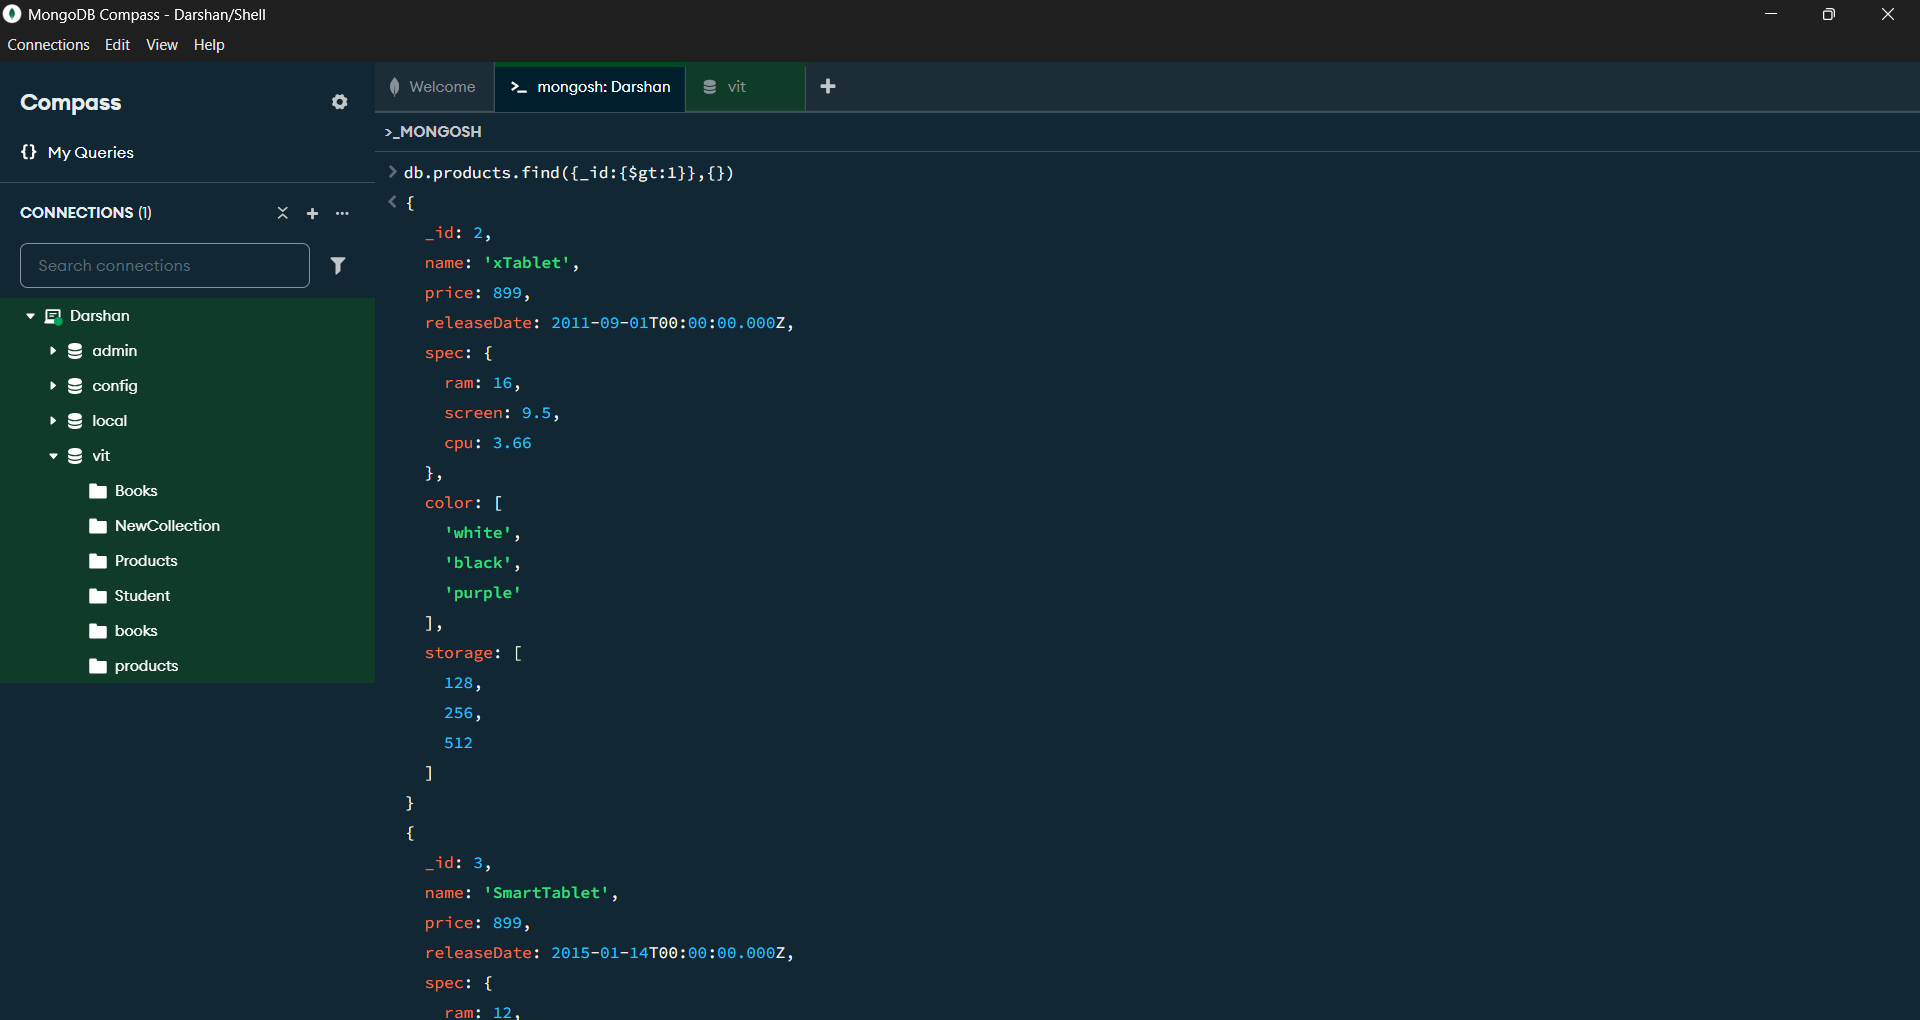 MongoDB Compass - Darshan/Shell
Connections Edit View Help
Compass
{} My Queries
CONNECTIONS (1)
Search connections
Darshan
admin
config
local
vit
Books
NewCollection
Products
Student
books
products
Welcome
>_ mongosh: Darshan
vit
>_MONGOSH
> db.products.find({_id:{$gt:1}},{})
< {
_id: 2,
name: 'xTablet',
price: 899,
releaseDate: 2011-09-01T00:00:00.000Z,
spec: {
ram: 16,
screen: 9.5,
cpu: 3.66
},
color: [
'white',
'black',
'purple'
],
storage: [
128,
256,
512
]
}
{
_id: 3,
name: 'SmartTablet',
price: 899,
releaseDate: 2015-01-14T00:00:00.000Z,
spec: {
ram: 12,